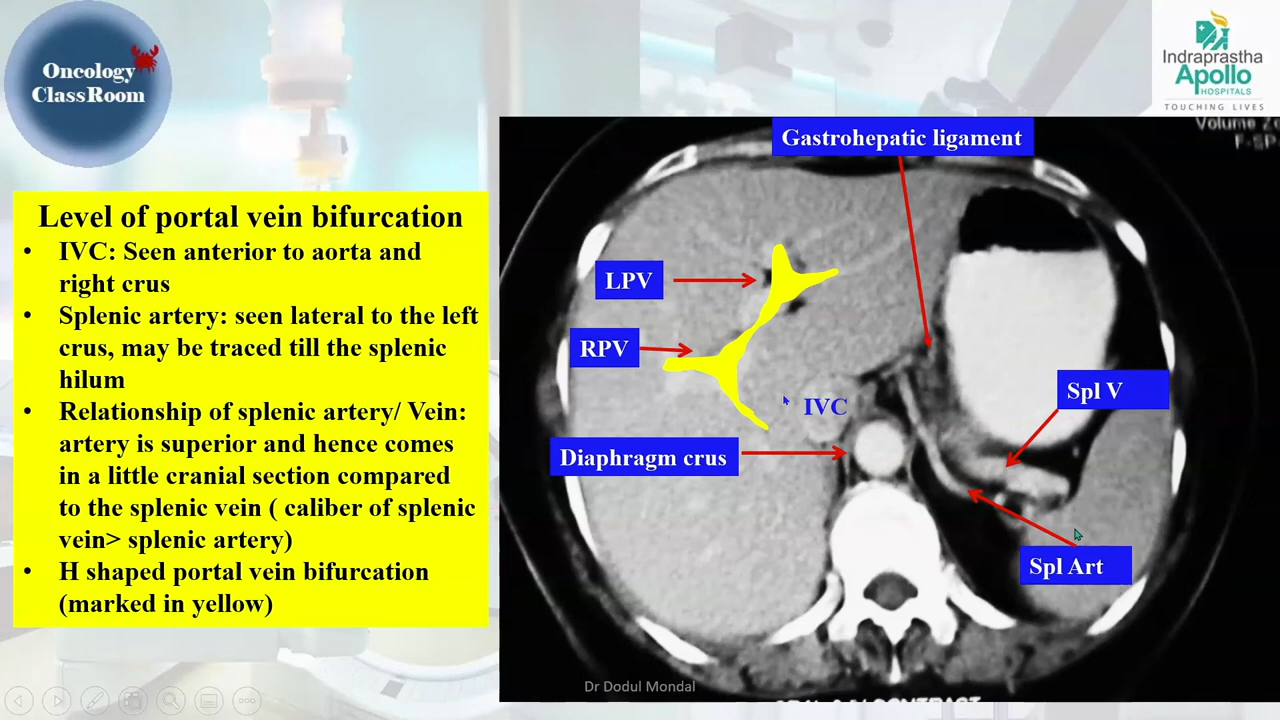 Oncology
ClassRoom
Indraprastha
Apollo
HOSPITALS
TOUCHING LIVES
Level of portal vein bifurcation
• IVC: Seen anterior to aorta and
right crus
• Splenic artery: seen lateral to the left
crus, may be traced till the splenic
hilum
• Relationship of splenic artery/ Vein:
artery is superior and hence comes
in a little cranial section compared
to the splenic vein ( caliber of splenic
vein> splenic artery)
• H shaped portal vein bifurcation
(marked in yellow)
Gastrohepatic ligament
LPV
RPV
IVC
Spl V
Diaphragm crus
Spl Art
Dr Dodul Mondal